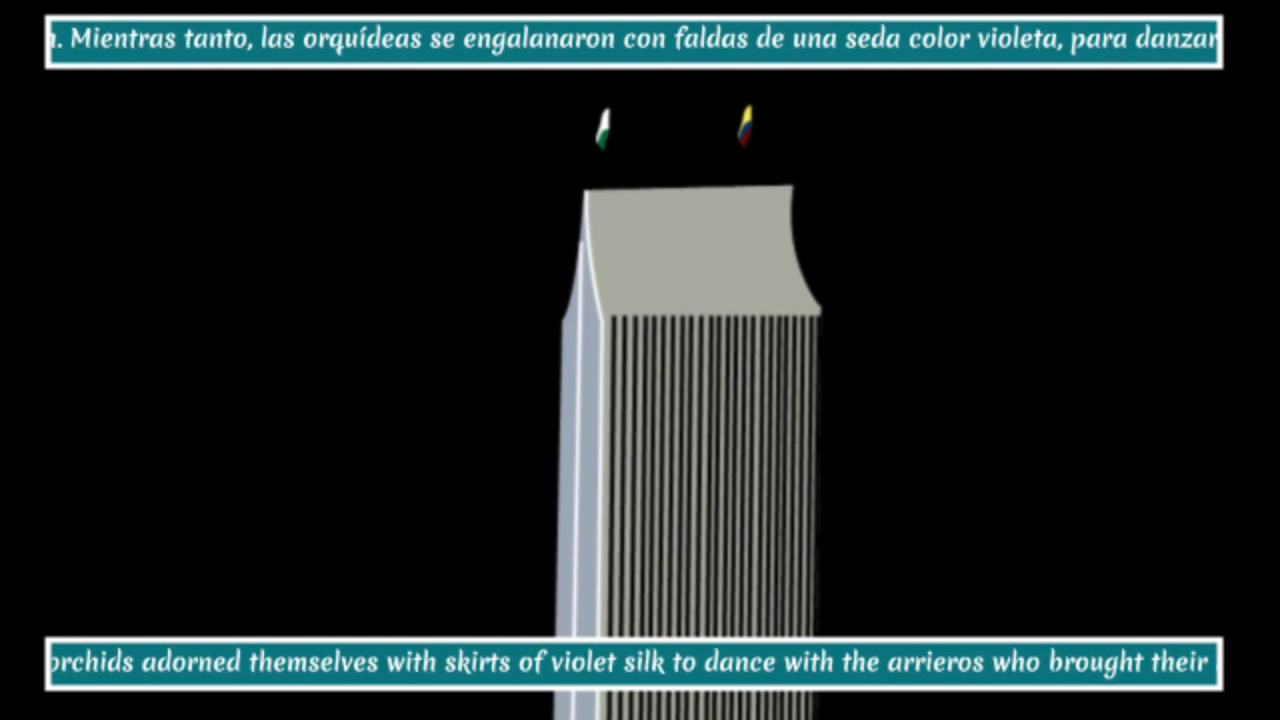 . Mientras tanto, las orquídeas se engalanaron con faldas de una seda color violeta, para danzar
orchids adorned themselves with skirts of violet silk to dance with the arrieros who brought their